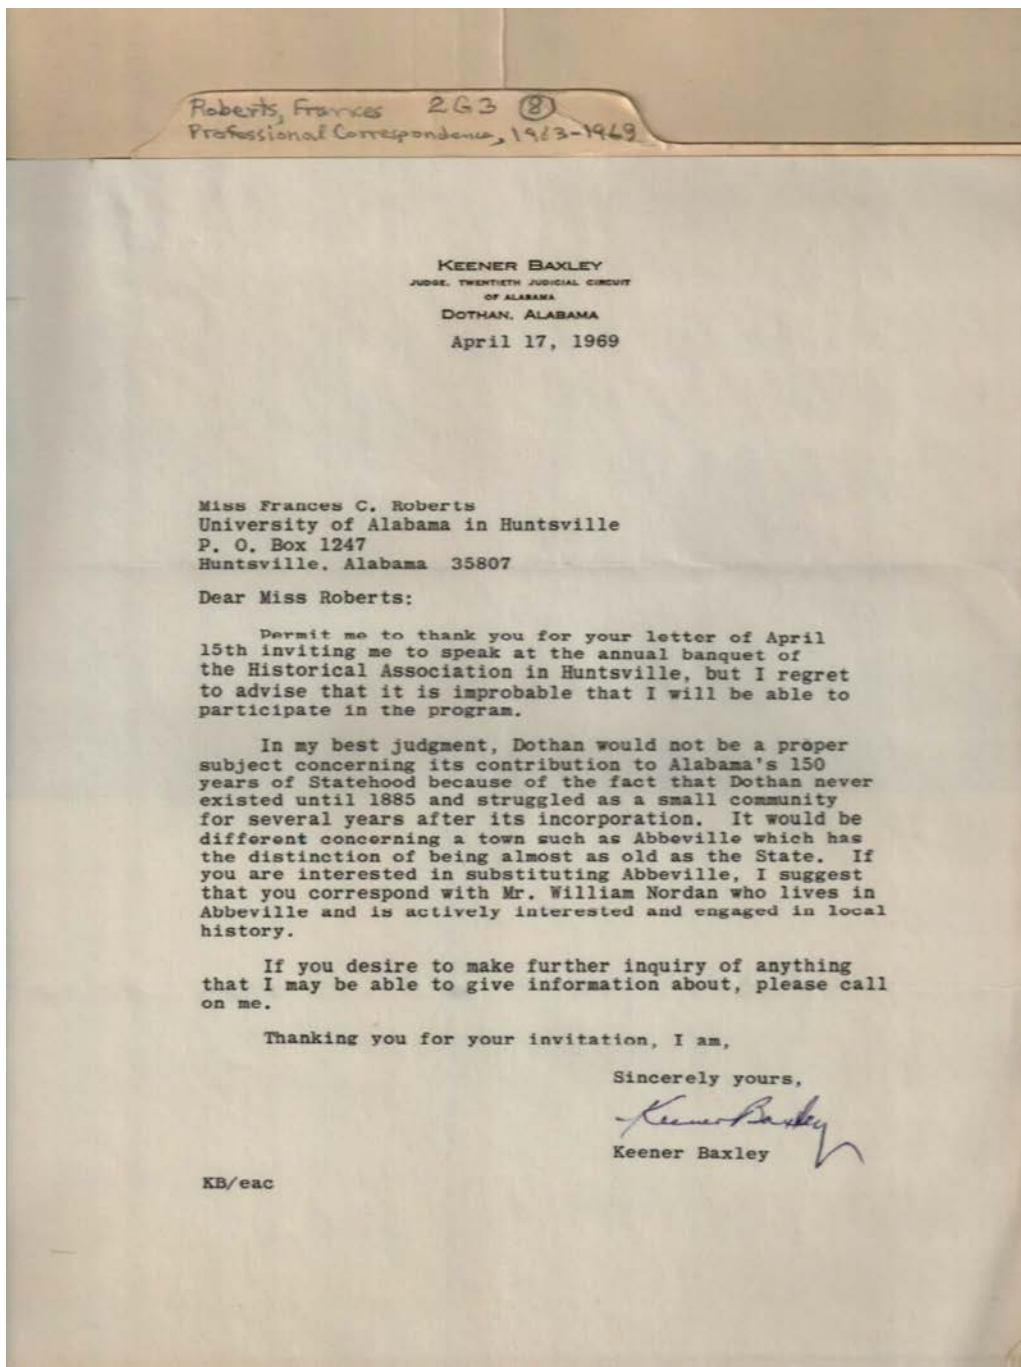 Roberts, Frances 2G3 8
Professional Correspondence, 1963-1969
KEENER BAXLEY
JUDGE, TWENTIETH JUDICIAL CIRCUIT
OF ALABAMA
DOTHAN, ALABAMA
April 17, 1969
Miss Frances C. Roberts
University of Alabama in Huntsville
P. O. Box 1247
Huntsville, Alabama 35807
Dear Miss Roberts:
Permit me to thank you for your letter of April
15th inviting me to speak at the annual banquet of
the Historical Association in Huntsville, but I regret
to advise that it is improbable that I will be able to
participate in the program.
In my best judgment, Dothan would not be a proper
subject concerning its contribution to Alabama's 150
years of Statehood because of the fact that Dothan never
existed until 1885 and struggled as a small community
for several years after its incorporation. It would be
different concerning a town such as Abbeville which has
the distinction of being almost as old as the State. If
you are interested in substituting Abbeville, I suggest
that you correspond with Mr. William Nordan who lives in
Abbeville and is actively interested and engaged in local
history.
If you desire to make further inquiry of anything
that I may be able to give information about, please call
on me.
Thanking you for your invitation, I am,
Sincerely yours,
Keener Baxley
Keener Baxley
KB/eac